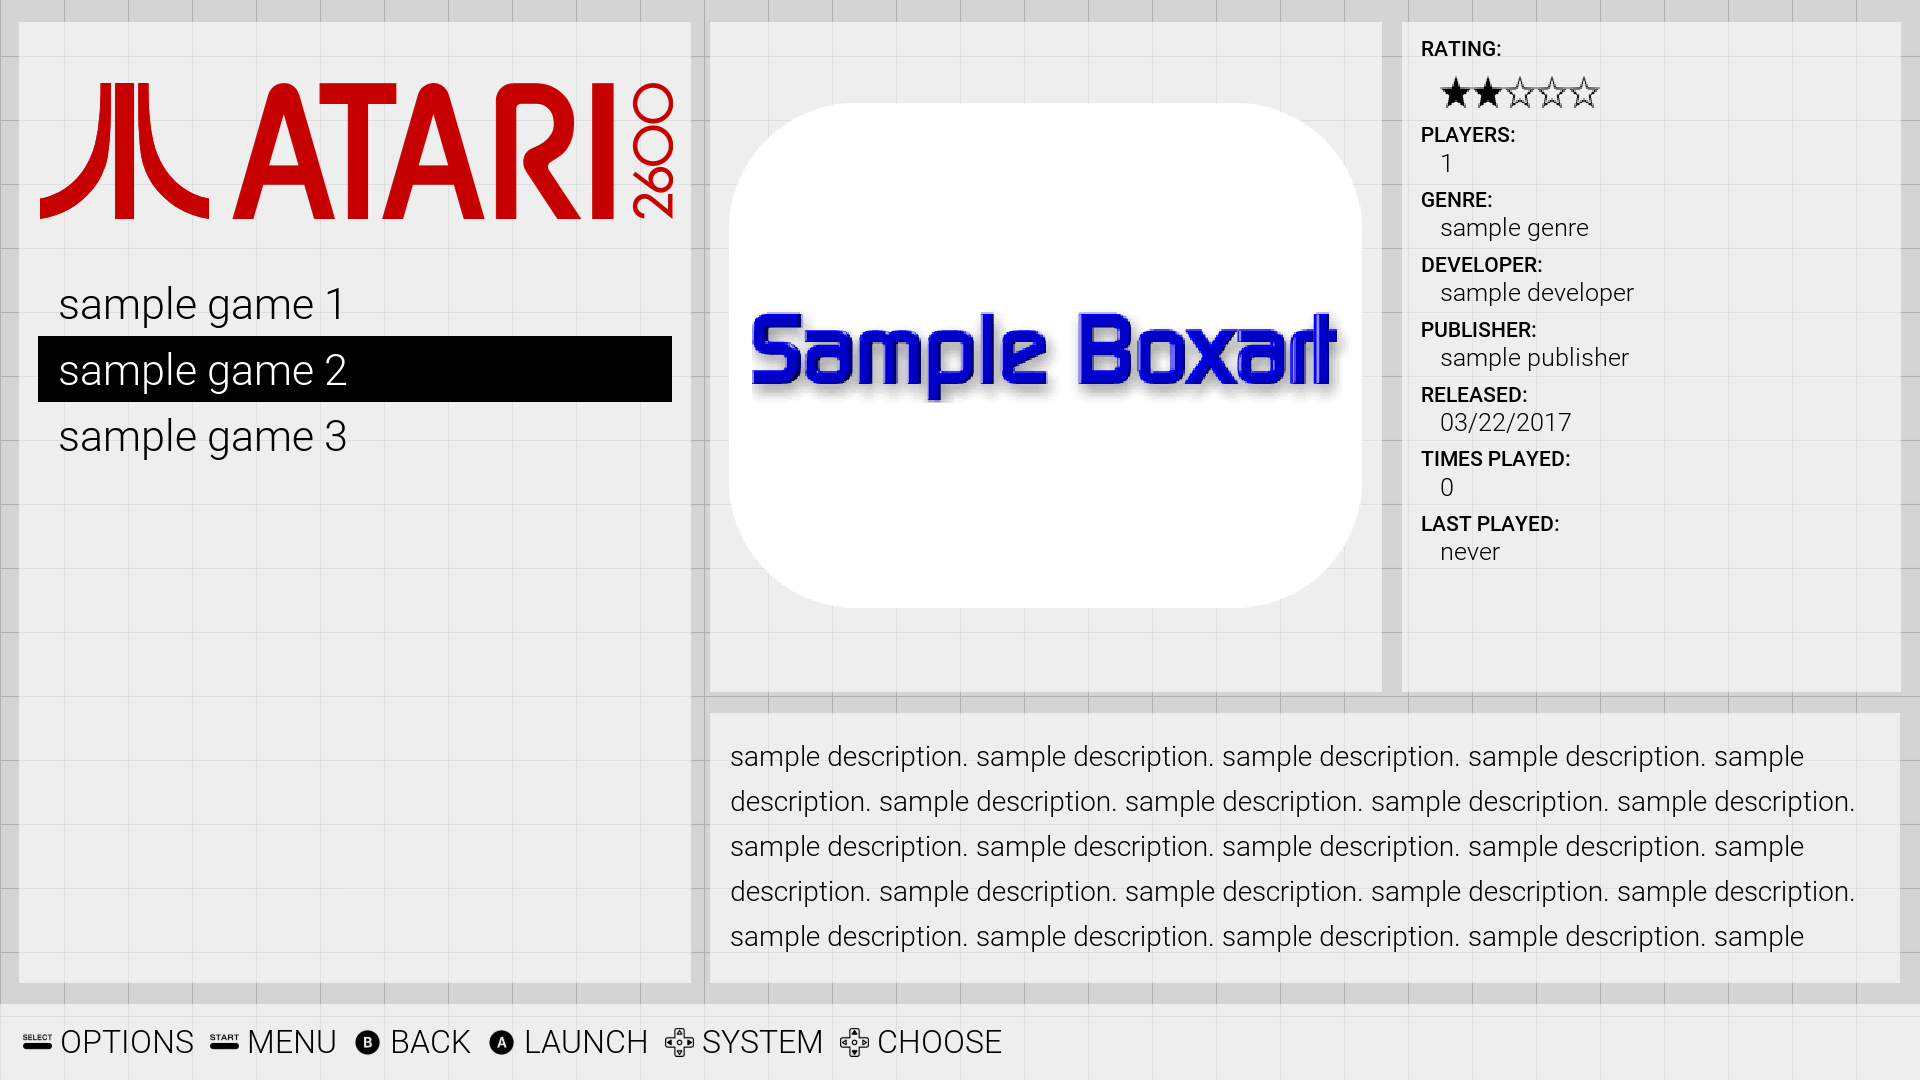 ATARI 2600
sample game 1
sample game 2
sample game 3
Sample Boxart
RATING:
PLAYERS:
1
GENRE:
sample genre
DEVELOPER:
sample developer
PUBLISHER:
sample publisher
RELEASED:
03/22/2017
TIMES PLAYED:
0
LAST PLAYED:
never
sample description. sample description. sample description. sample description. sample
description. sample description. sample description. sample description. sample description.
sample description. sample description. sample description. sample description. sample
description. sample description. sample description. sample description. sample description.
sample description. sample description. sample description. sample description. sample
SELECT OPTIONS START MENU B BACK A LAUNCH SYSTEM CHOOSE